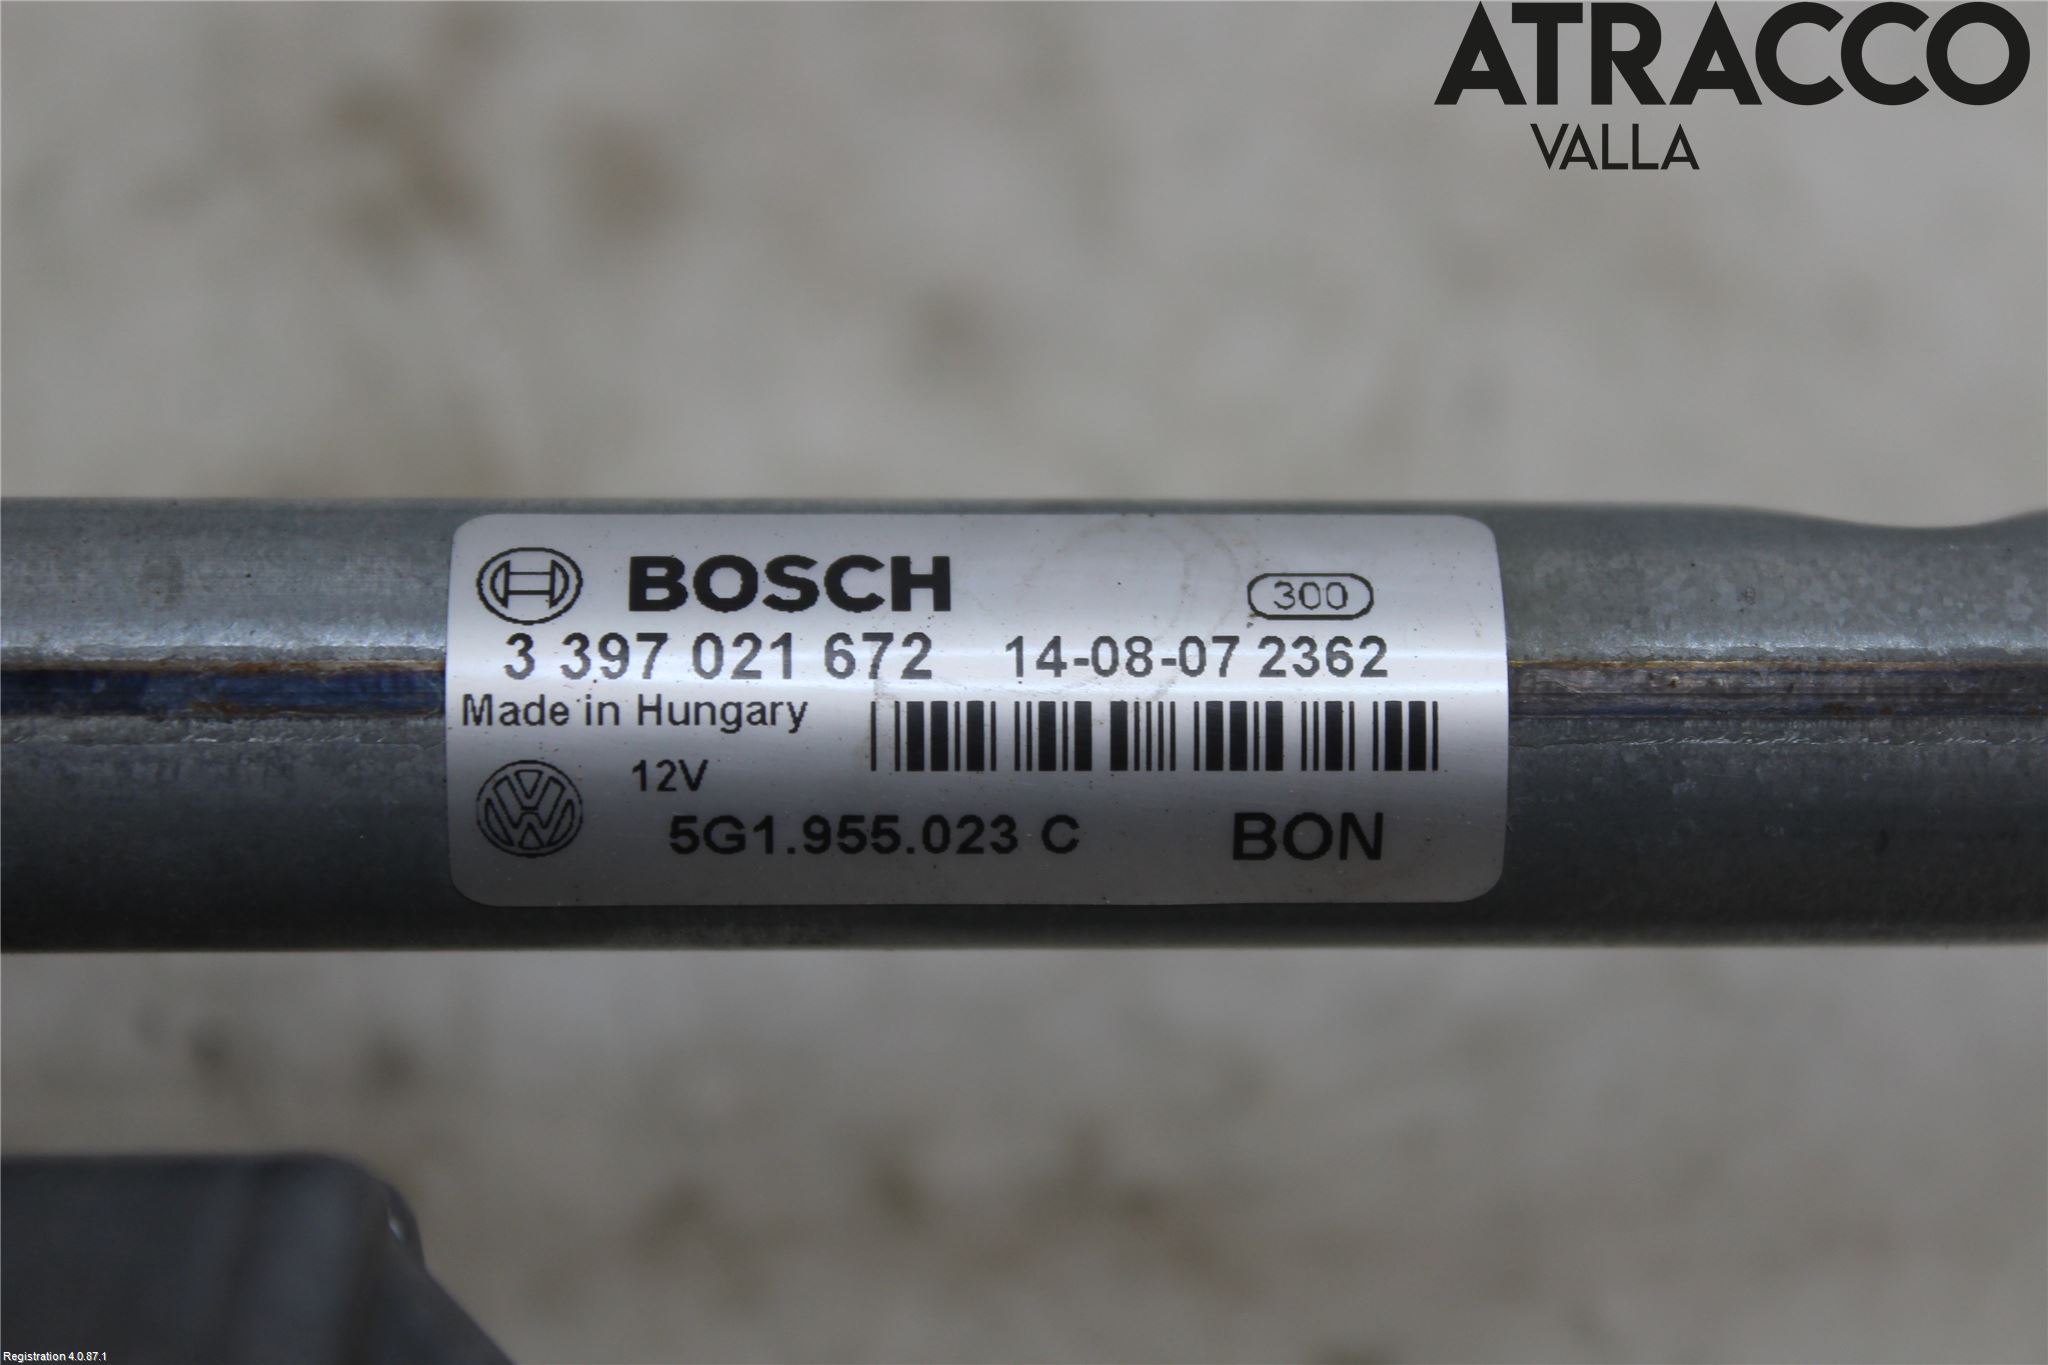 ATRACCO
VALLA
BOSCH
300
3 397 021 672 14-08-07 2362
Made in Hungary
12V
5G1.955.023 C BON
Registration 4.0.87.1